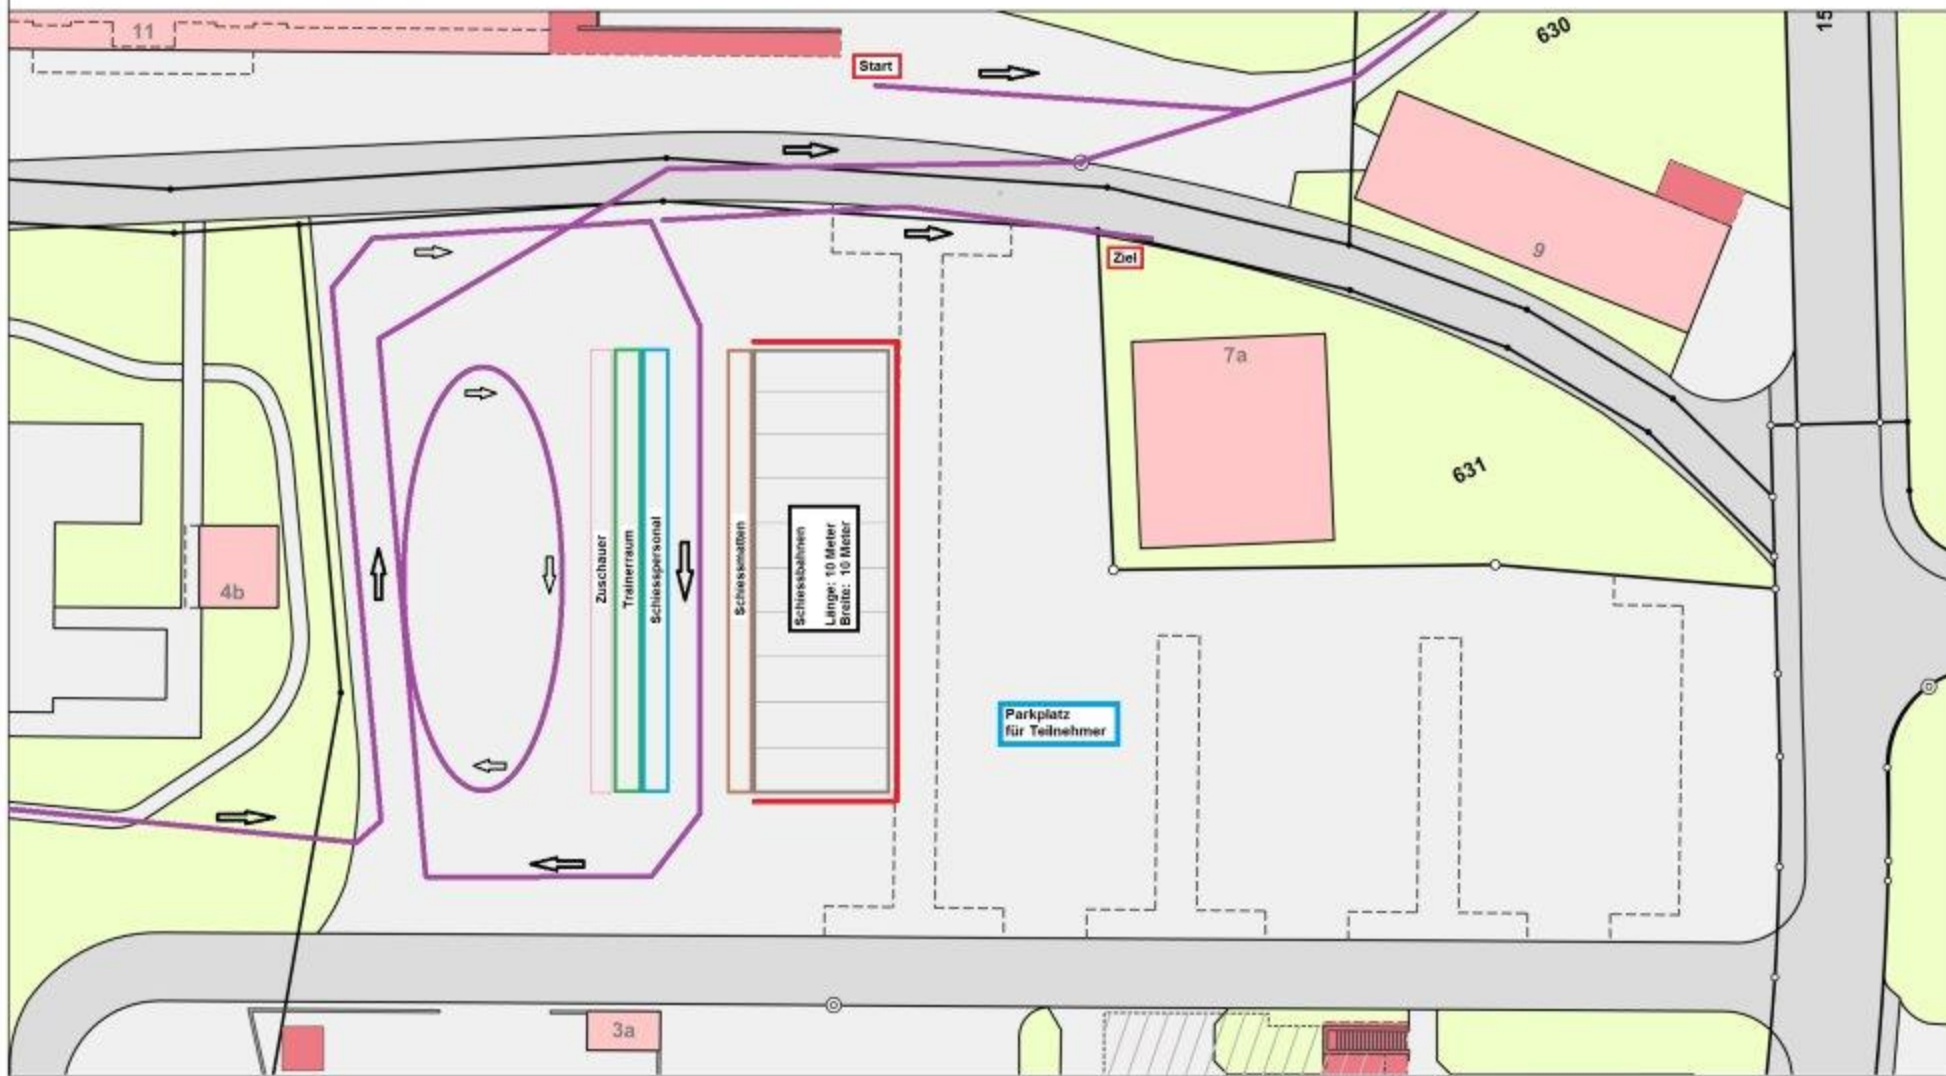 11
15
630
Start
9
Ziel
7a
631
4b
Zuschauer
Trainerraum
Schiesspersonal
Schiessmatten
Schiessbahnen
Länge: 10 Meter
Breite: 10 Meter
Parkplatz
für Teilnehmer
3a